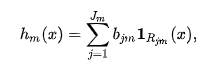 $$h_m(x) = \sum_{j=1}^{J_m} b_{jm} \mathbf{1}_{R_{jm}}(x),$$